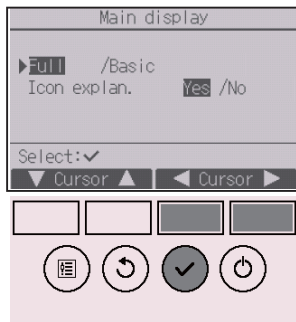 Main display
▶Full /Basic
Icon explan. Yes /No
Select:✔
▼ Cursor ▲ ◀ Cursor ▶